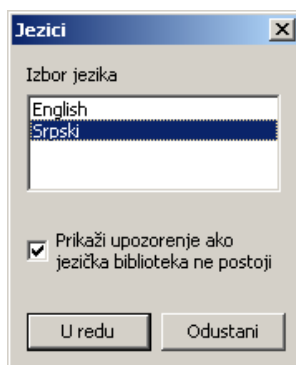 Jezici
Izbor jezika
English
Srpski
Prikaži upozorenje ako
jezička biblioteka ne postoji
U redu
Odustani